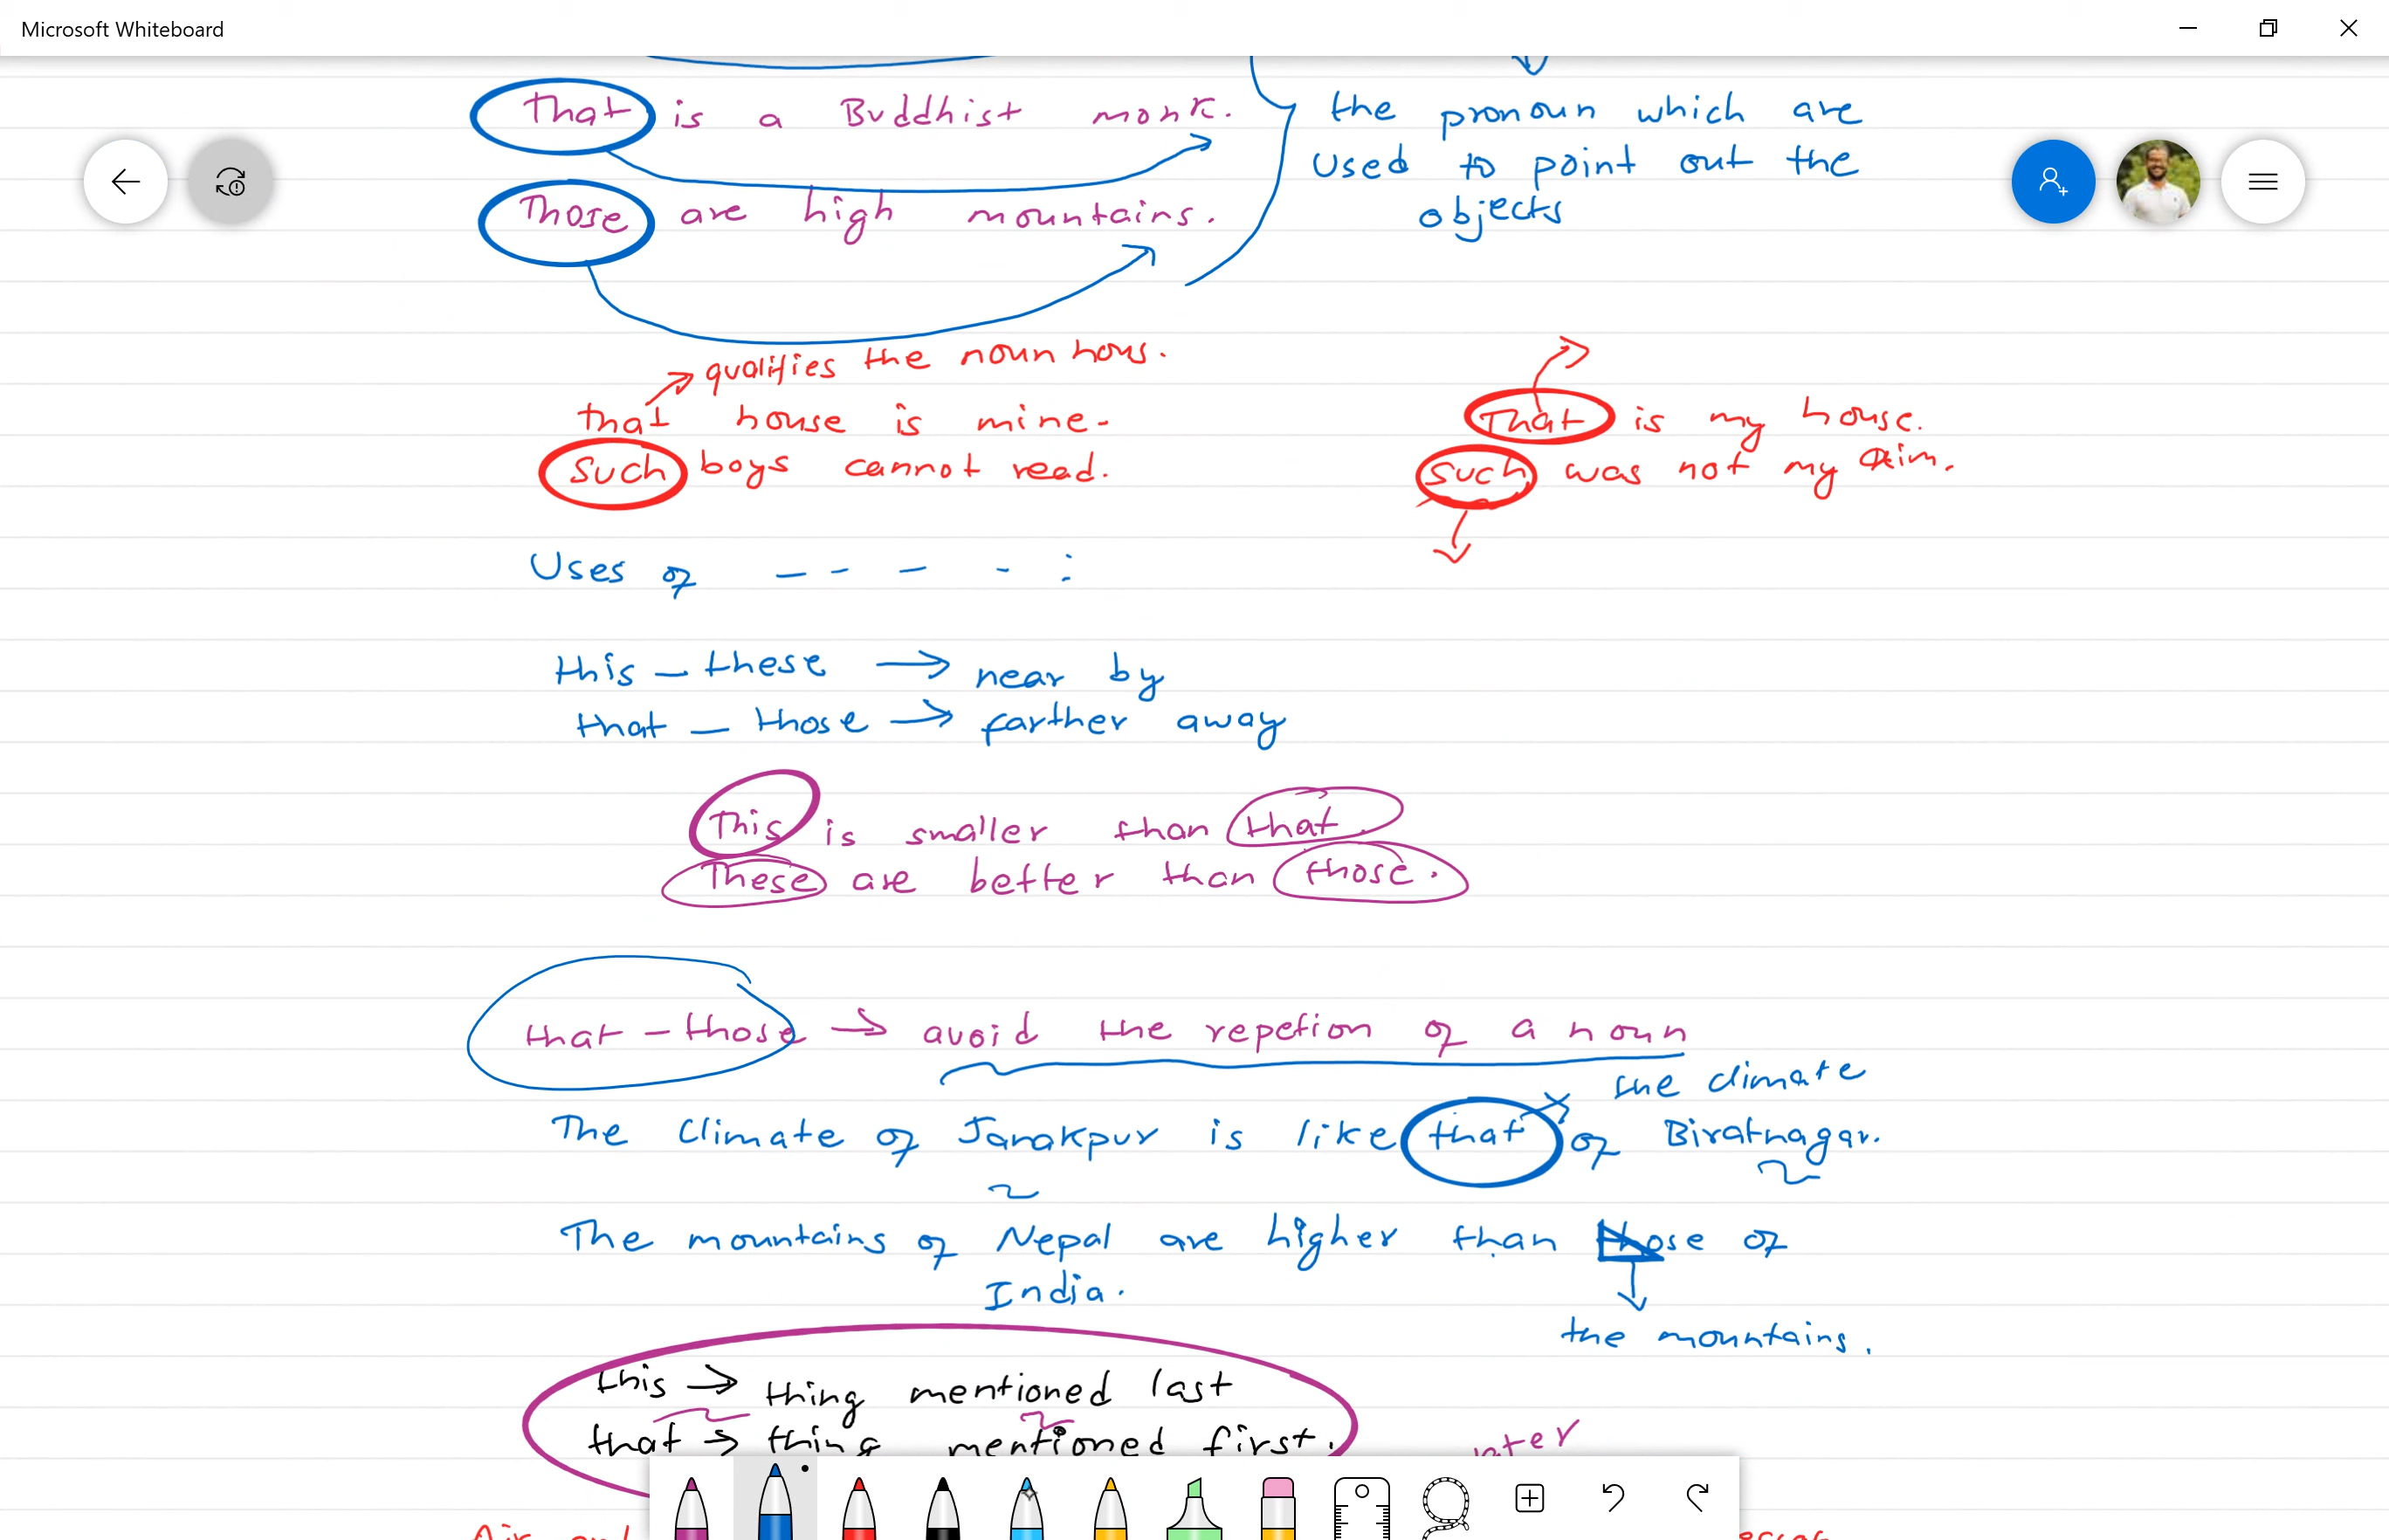 Microsoft Whiteboard
That is a Buddhist monk.
the pronoun which are
used to point out the
objects
Those are high mountains.
qualifies the noun hous.
that house is mine.
Such boys cannot read.
That is my house.
Such was not my aim.
Uses of - - - - :
this - these → near by
that - those → farther away
This is smaller than that.
These are better than those.
that - those → avoid the repetion of a noun
the climate
The Climate of Janakpur is like that of Biratnagar.
The mountains of Nepal are higher than those of
India.
the mountains.
this → thing mentioned last
that → thing mentioned first.